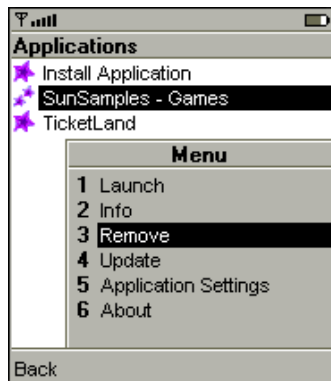 Applications
Install Application
SunSamples - Games
TicketLand
Menu
1 Launch
2 Info
3 Remove
4 Update
5 Application Settings
6 About
Back